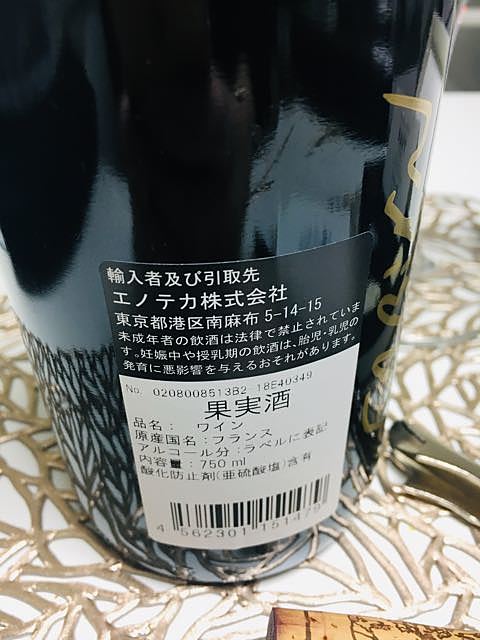 輸入者及び引取先
エノテカ株式会社
東京都港区南麻布 5-14-15
未成年者の飲酒は法律で禁止されていま
す。妊娠中や授乳期の飲酒は、胎児・乳児の
発育に悪影響を与えるおそれがあります。
No. 0208008513B2-18E40349
果実酒
品名： ワイン
原産国名：フランス
アルコール分：ラベルに表記
内容量：750 ml
酸化防止剤(亜硫酸塩)含有
4 562301 151479